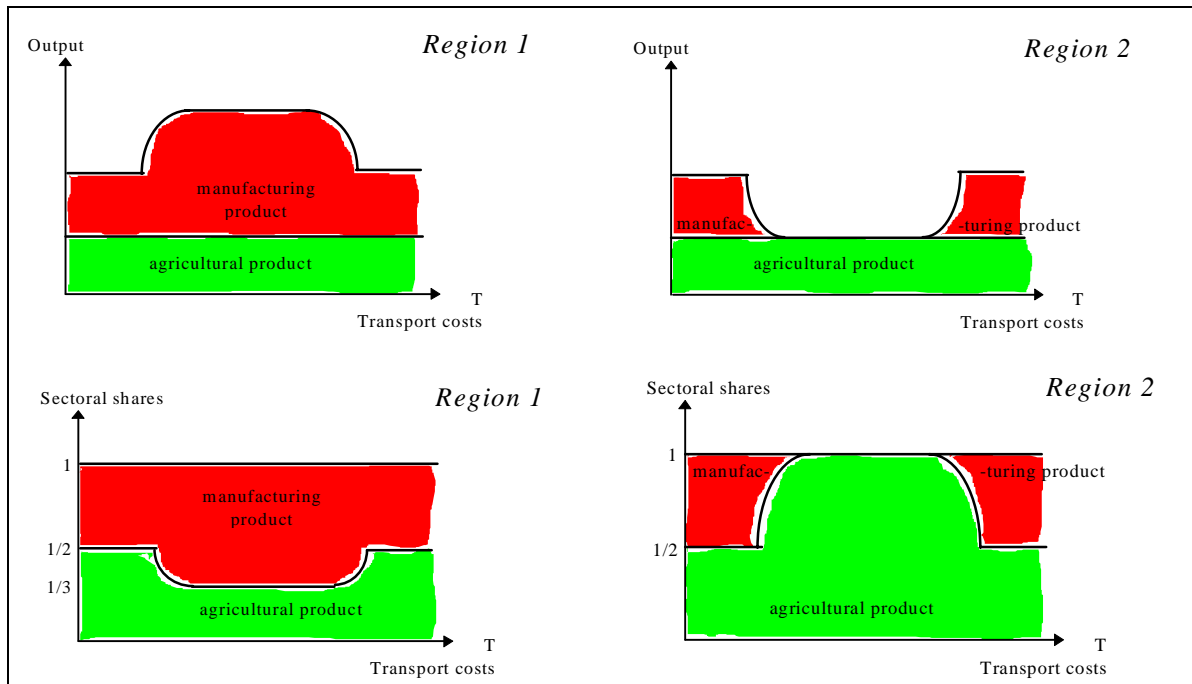 Output
Region 1
manufacturing
product
agricultural product
T
Transport costs
Output
Region 2
manufac-
-turing product
agricultural product
T
Transport costs
Sectoral shares
Region 1
1
manufacturing
product
1/2
1/3
agricultural product
T
Transport costs
Sectoral shares
Region 2
1
manufac-
-turing product
1/2
agricultural product
T
Transport costs